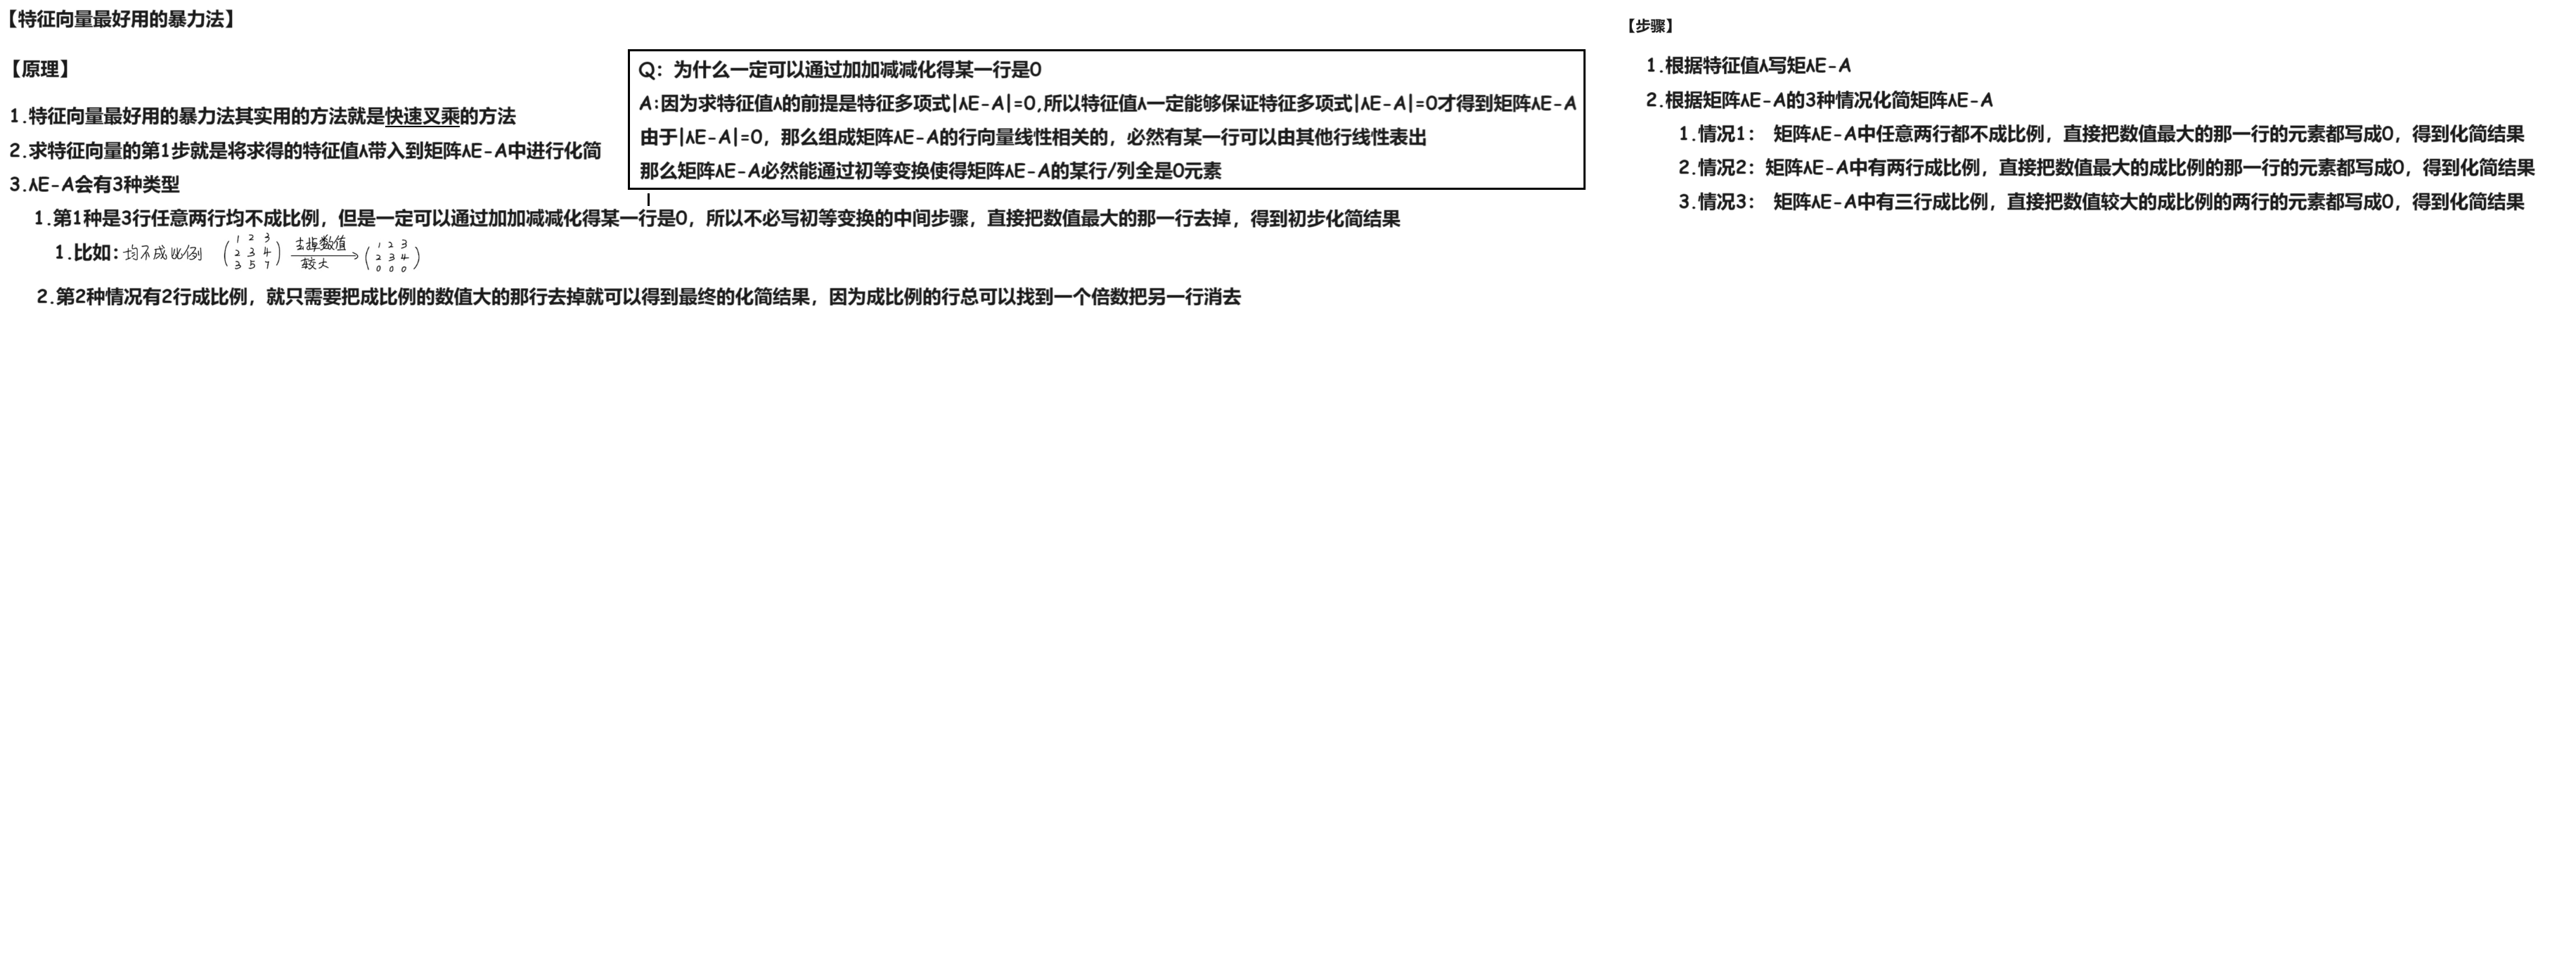 【特征向量最好用的暴力法】
【原理】
1.特征向量最好用的暴力法其实用的方法就是快速叉乘的方法
2.求特征向量的第1步就是将求得的特征值λ带入到矩阵λE-A中进行化简
3.λE-A会有3种类型
Q：为什么一定可以通过加加减减化得某一行是0
A:因为求特征值λ的前提是特征多项式|λE-A|=0,所以特征值λ一定能够保证特征多项式|λE-A|=0才得到矩阵λE-A
由于|λE-A|=0，那么组成矩阵λE-A的行向量线性相关的，必然有某一行可以由其他行线性表出
那么矩阵λE-A必然能通过初等变换使得矩阵λE-A的某行/列全是0元素
1.第1种是3行任意两行均不成比例，但是一定可以通过加加减减化得某一行是0，所以不必写初等变换的中间步骤，直接把数值最大的那一行去掉，得到初步化简结果
1.比如:均不成比例
1 2 3
2 3 4
3 5 7
去掉数值
较大
1 2 3
2 3 4
0 0 0
2.第2种情况有2行成比例，就只需要把成比例的数值大的那行去掉就可以得到最终的化简结果，因为成比例的行总可以找到一个倍数把另一行消去
【步骤】
1.根据特征值λ写矩λE-A
2.根据矩阵λE-A的3种情况化简矩阵λE-A
1.情况1： 矩阵λE-A中任意两行都不成比例，直接把数值最大的那一行的元素都写成0，得到化简结果
2.情况2：矩阵λE-A中有两行成比例，直接把数值最大的成比例的那一行的元素都写成0，得到化简结果
3.情况3： 矩阵λE-A中有三行成比例，直接把数值较大的成比例的两行的元素都写成0，得到化简结果